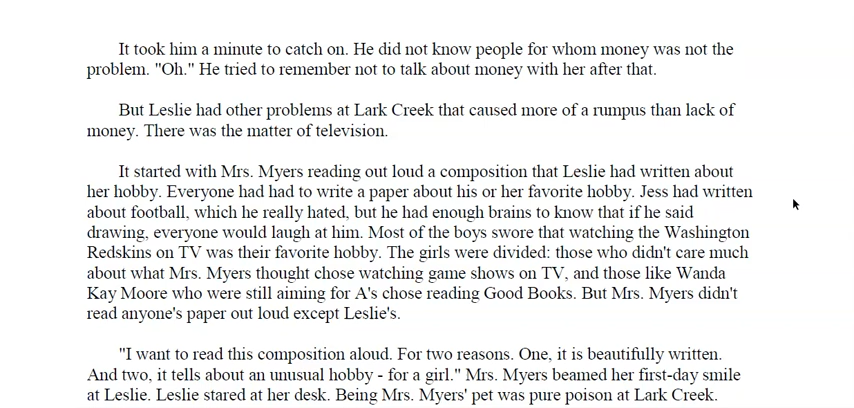 It took him a minute to catch on. He did not know people for whom money was not the
problem. "Oh." He tried to remember not to talk about money with her after that.
But Leslie had other problems at Lark Creek that caused more of a rumpus than lack of
money. There was the matter of television.
It started with Mrs. Myers reading out loud a composition that Leslie had written about
her hobby. Everyone had had to write a paper about his or her favorite hobby. Jess had written
about football, which he really hated, but he had enough brains to know that if he said
drawing, everyone would laugh at him. Most of the boys swore that watching the Washington
Redskins on TV was their favorite hobby. The girls were divided: those who didn't care much
about what Mrs. Myers thought chose watching game shows on TV, and those like Wanda
Kay Moore who were still aiming for A's chose reading Good Books. But Mrs. Myers didn't
read anyone's paper out loud except Leslie's.
"I want to read this composition aloud. For two reasons. One, it is beautifully written.
And two, it tells about an unusual hobby - for a girl." Mrs. Myers beamed her first-day smile
at Leslie. Leslie stared at her desk. Being Mrs. Myers' pet was pure poison at Lark Creek.